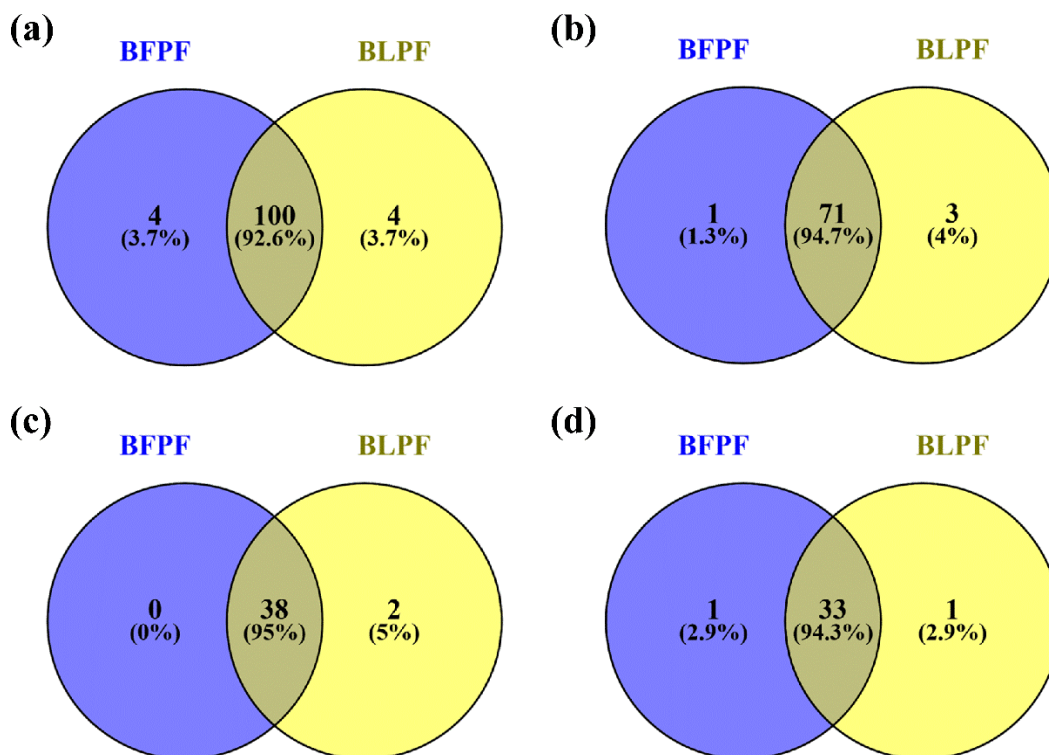 (a)
BFPF BLPF
4 100 4
(3.7%) (92.6%) (3.7%)
(b)
BFPF BLPF
1 71 3
(1.3%) (94.7%) (4%)
(c)
BFPF BLPF
0 38 2
(0%) (95%) (5%)
(d)
BFPF BLPF
1 33 1
(2.9%) (94.3%) (2.9%)